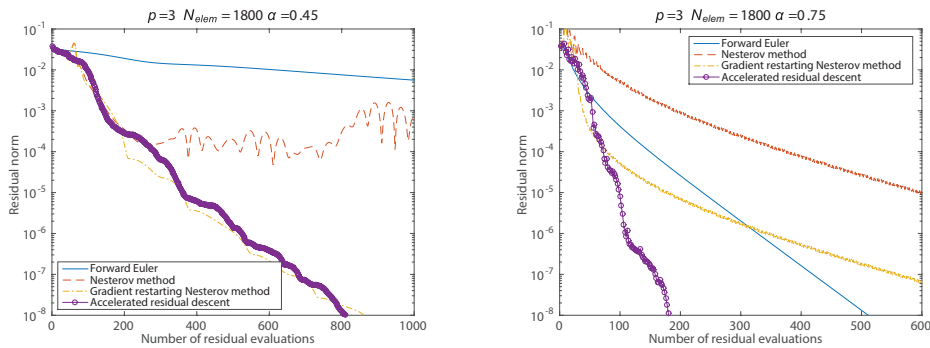 p=3 N_elem = 1800 α=0.45
10^-1
10^-2
10^-3
10^-4
10^-5
10^-6
10^-7
10^-8
Residual norm
Forward Euler
Nesterov method
Gradient restarting Nesterov method
Accelerated residual descent
0 200 400 600 800 1000
Number of residual evaluations
p=3 N_elem = 1800 α=0.75
10^-1
10^-2
10^-3
10^-4
10^-5
10^-6
10^-7
10^-8
Residual norm
Forward Euler
Nesterov method
Gradient restarting Nesterov method
Accelerated residual descent
0 100 200 300 400 500 600
Number of residual evaluations